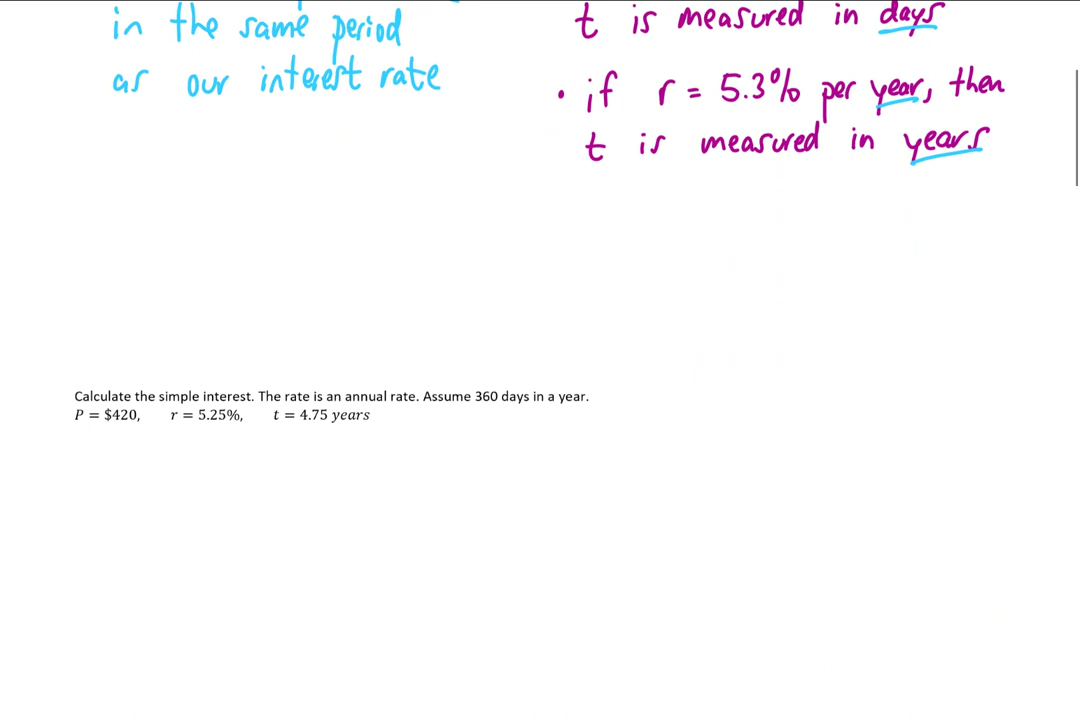 in the same period
as our interest rate
t is measured in days
• if r = 5.3% per year, then
t is measured in years
Calculate the simple interest. The rate is an annual rate. Assume 360 days in a year.
P = $420, r = 5.25%, t = 4.75 years